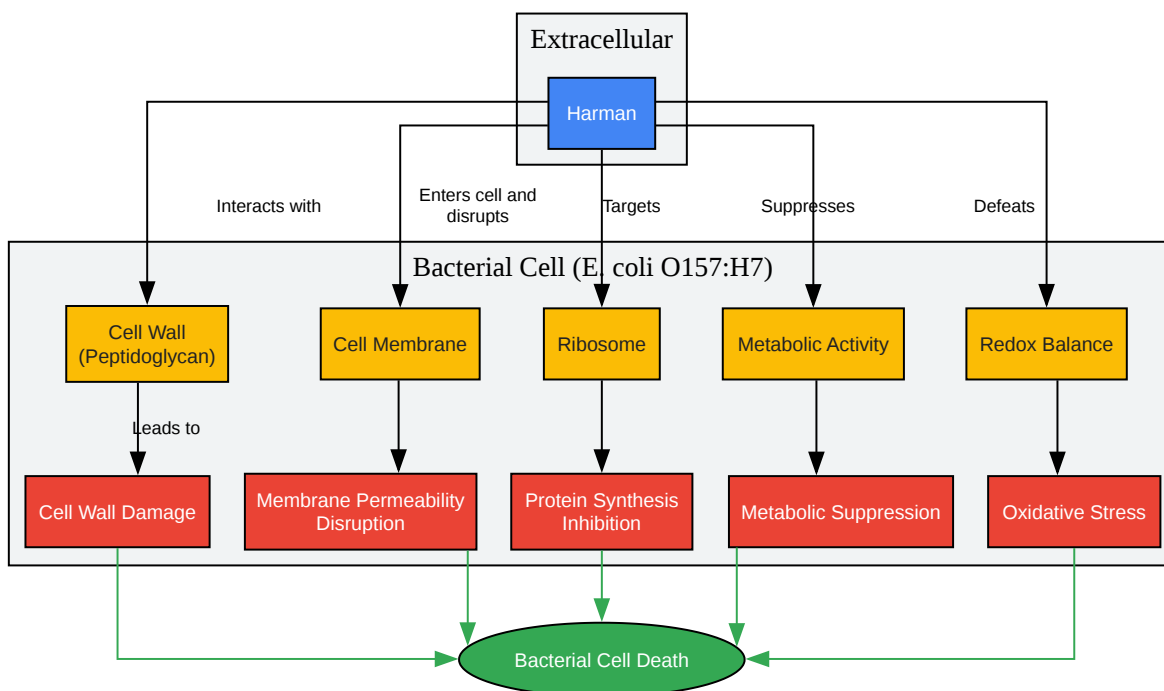 Extracellular
Harman
Interacts with
Enters cell and
disrupts
Targets
Suppresses
Defeats
Bacterial Cell (E. coli O157:H7)
Cell Wall
(Peptidoglycan)
Cell Membrane
Ribosome
Metabolic Activity
Redox Balance
Leads to
Cell Wall Damage
Membrane Permeability
Disruption
Protein Synthesis
Inhibition
Metabolic Suppression
Oxidative Stress
Bacterial Cell Death